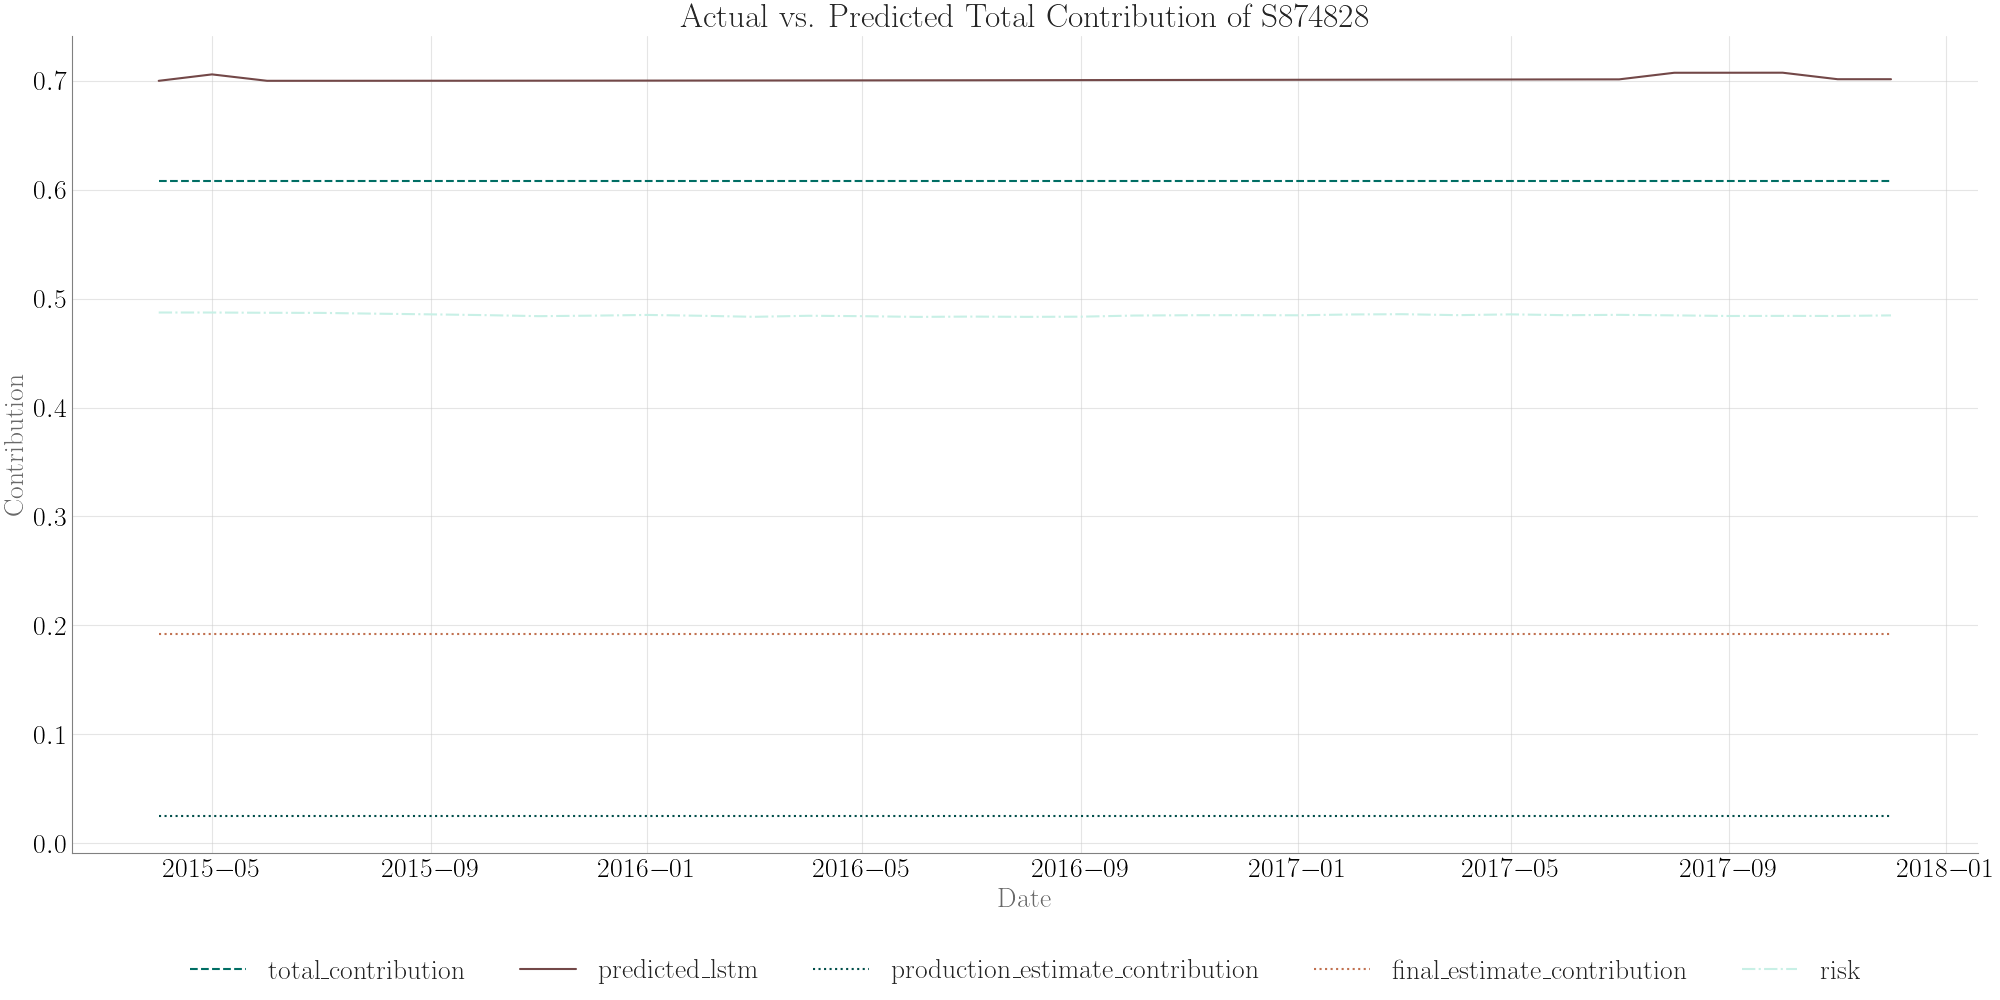 Actual vs. Predicted Total Contribution of S874828
Contribution
0.7
0.6
0.5
0.4
0.3
0.2
0.1
0.0
2015–05 2015–09 2016–01 2016–05 2016–09 2017–01 2017–05 2017–09 2018–01
Date
total_contribution predicted_lstm production_estimate_contribution final_estimate_contribution risk